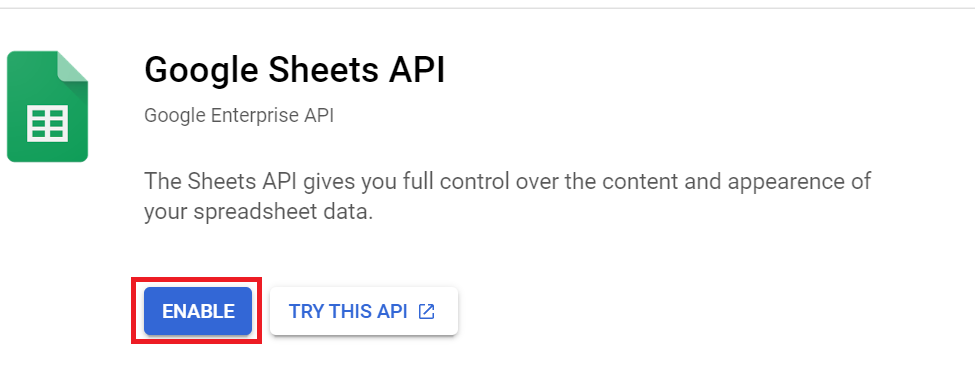 Google Sheets API
Google Enterprise API
The Sheets API gives you full control over the content and appearence of
your spreadsheet data.
ENABLE
TRY THIS API